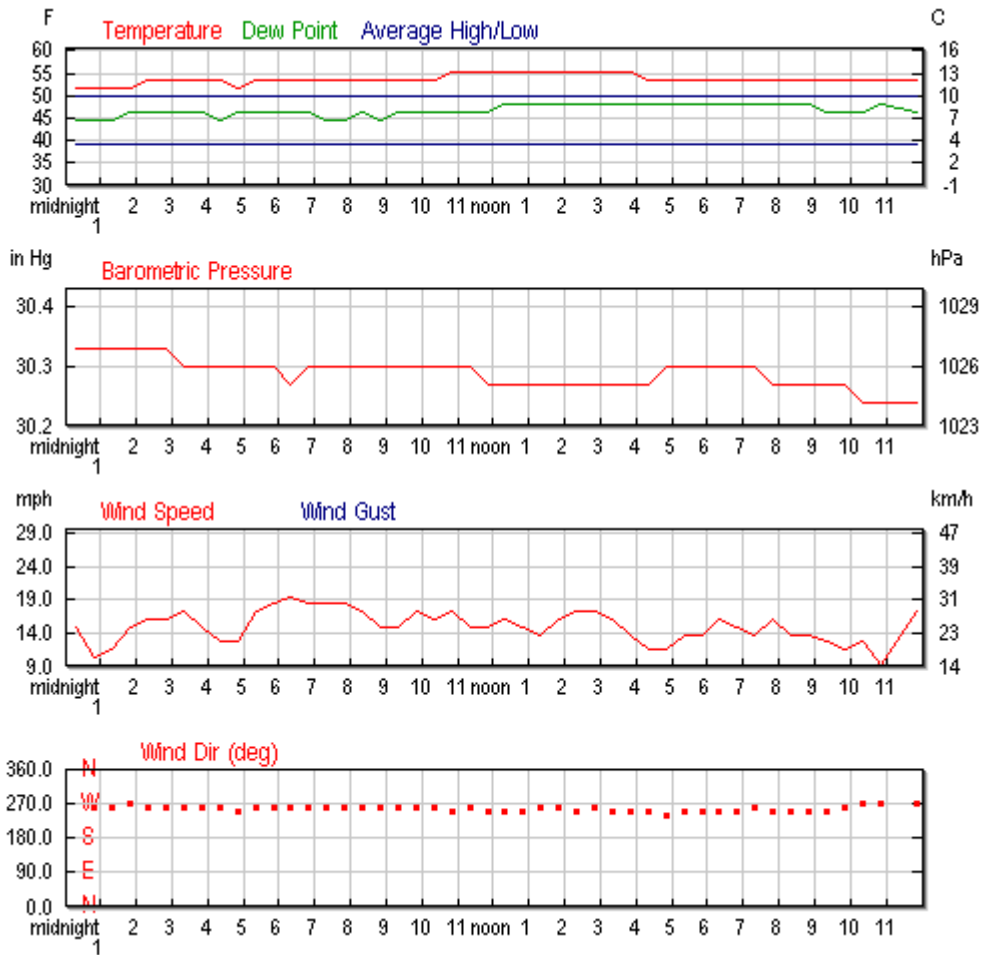 F Temperature Dew Point Average High/Low C
60 16
55 13
50 10
45 7
40 4
35 2
30 -1
midnight 1 2 3 4 5 6 7 8 9 10 11 noon 1 2 3 4 5 6 7 8 9 10 11
in Hg Barometric Pressure hPa
30.4 1029
30.3 1026
30.2 1023
midnight 1 2 3 4 5 6 7 8 9 10 11 noon 1 2 3 4 5 6 7 8 9 10 11
mph Wind Speed Wind Gust km/h
29.0 47
24.0 39
19.0 31
14.0 23
9.0 14
midnight 1 2 3 4 5 6 7 8 9 10 11 noon 1 2 3 4 5 6 7 8 9 10 11
Wind Dir (deg)
360.0 N
270.0 W
180.0 S
90.0 E
0.0 N
midnight 1 2 3 4 5 6 7 8 9 10 11 noon 1 2 3 4 5 6 7 8 9 10 11